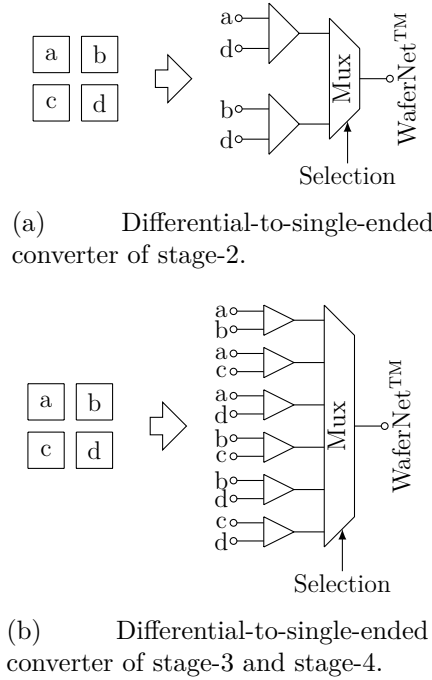 a b
c d
a
d
b
d
Mux
WaferNet™
Selection
(a) Differential-to-single-ended
converter of stage-2.
a b
c d
a
b
a
c
a
d
b
c
b
d
c
d
Mux
WaferNet™
Selection
(b) Differential-to-single-ended
converter of stage-3 and stage-4.